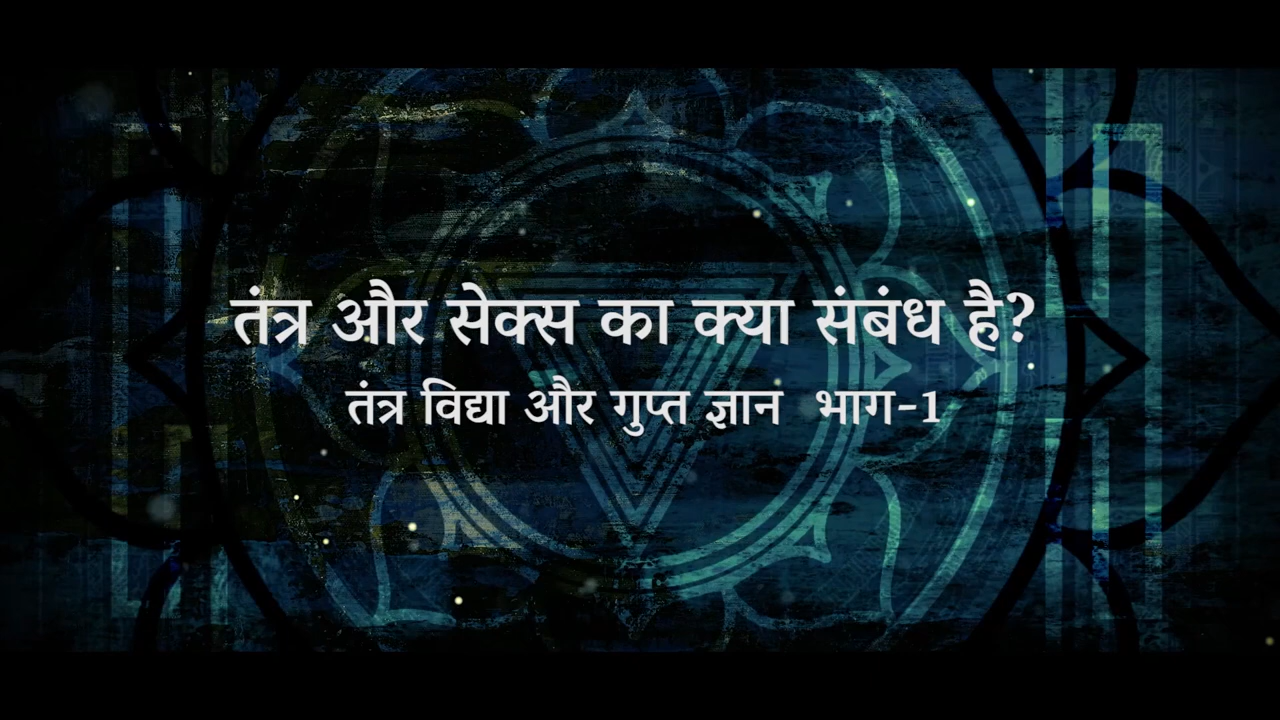 तंत्र और सेक्स का क्या संबंध है?
तंत्र विद्या और गुप्त ज्ञान भाग-1